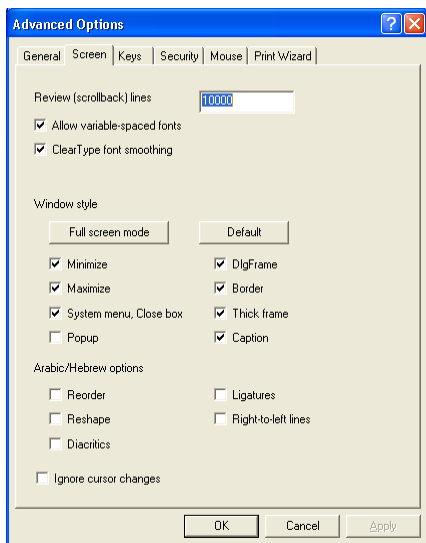 Advanced Options
General Screen Keys Security Mouse Print Wizard
Review (scrollback) lines 10000
Allow variable-spaced fonts
ClearType font smoothing
Window style
Full screen mode Default
Minimize DlgFrame
Maximize Border
System menu, Close box Thick frame
Popup Caption
Arabic/Hebrew options
Reorder Ligatures
Reshape Right-to-left lines
Diacritics
Ignore cursor changes
OK Cancel Apply